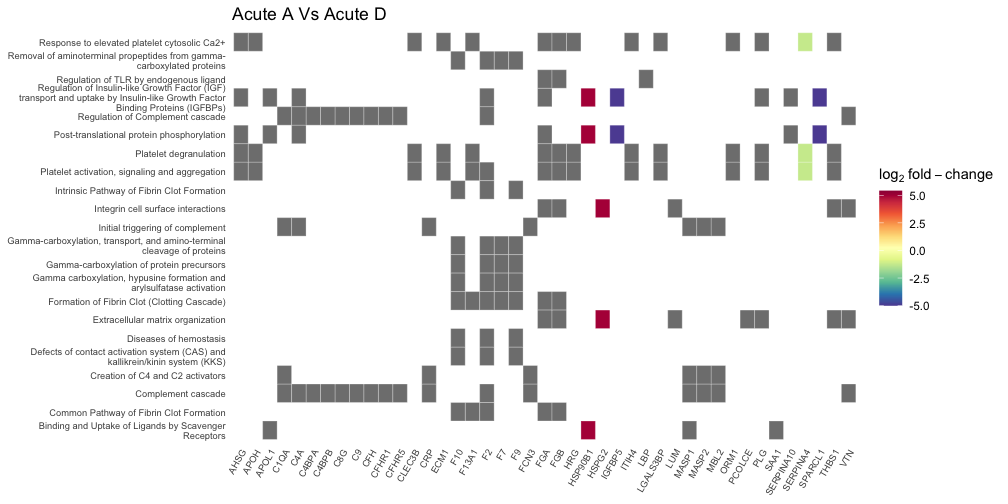 Acute A Vs Acute D
Response to elevated platelet cytosolic Ca2+
Removal of aminoterminal propeptides from gamma-
carboxylated proteins
Regulation of TLR by endogenous ligand
Regulation of Insulin-like Growth Factor (IGF)
transport and uptake by Insulin-like Growth Factor
Binding Proteins (IGFBPs)
Regulation of Complement cascade
Post-translational protein phosphorylation
Platelet degranulation
Platelet activation, signaling and aggregation
Intrinsic Pathway of Fibrin Clot Formation
Integrin cell surface interactions
Initial triggering of complement
Gamma-carboxylation, transport, and amino-terminal
cleavage of proteins
Gamma-carboxylation of protein precursors
Gamma carboxylation, hypusine formation and
arylsulfatase activation
Formation of Fibrin Clot (Clotting Cascade)
Extracellular matrix organization
Diseases of hemostasis
Defects of contact activation system (CAS) and
kallikrein/kinin system (KKS)
Creation of C4 and C2 activators
Complement cascade
Common Pathway of Fibrin Clot Formation
Binding and Uptake of Ligands by Scavenger
Receptors
AHSG
APOH
APOL1
C1QA
C4A
C4BPA
C4BPB
C8G
C9
CFH
CFHR1
CFHR5
CLEC3B
CRP
ECM1
F10
F13A1
F2
F7
F9
FCN3
FGA
FGB
HRG
HSP90B1
HSPG2
IGFBP5
ITIH4
LBP
LGALS3BP
LUM
MASP1
MASP2
MBL2
ORM1
PCOLCE
PLG
SAA1
SERPINA10
SERPINA4
SPARCL1
THBS1
VTN
log2 fold − change
5.0
2.5
0.0
-2.5
-5.0